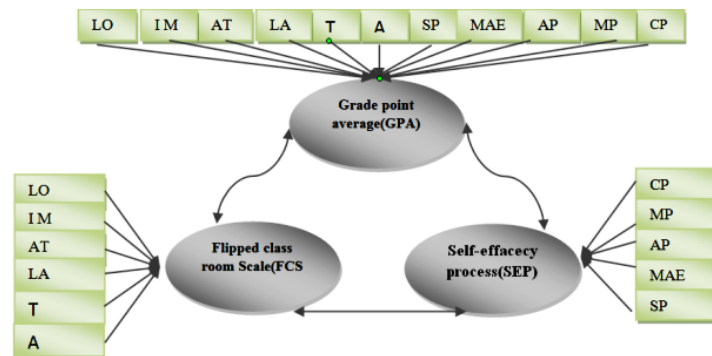 LO I M AT LA T A SP MAE AP MP CP
Grade point
average(GPA)
LO
I M
AT
LA
T
A
Flipped class
room Scale(FCS
Self-effacecy
process(SEP)
CP
MP
AP
MAE
SP